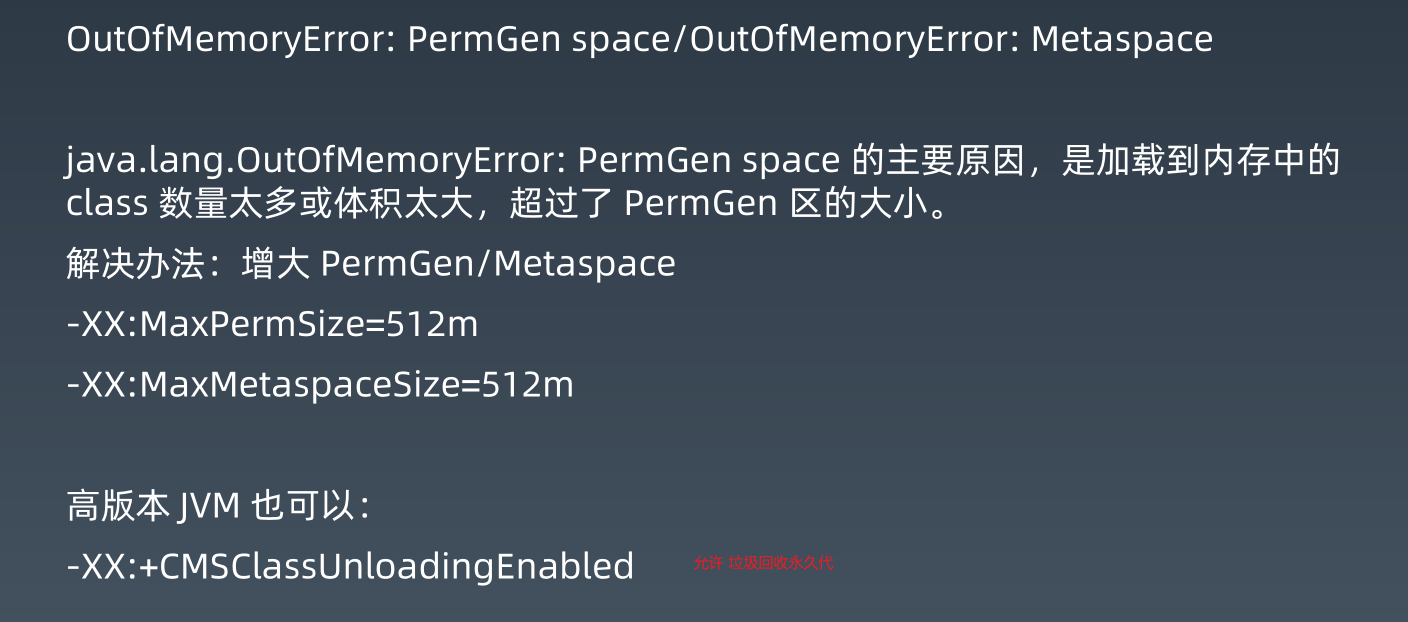 OutOfMemoryError: PermGen space/OutOfMemoryError: Metaspace
java.lang.OutOfMemoryError: PermGen space 的主要原因，是加载到内存中的
class 数量太多或体积太大，超过了 PermGen 区的大小。
解决办法：增大 PermGen/Metaspace
-XX:MaxPermSize=512m
-XX:MaxMetaspaceSize=512m
高版本 JVM 也可以：
-XX:+CMSClassUnloadingEnabled 允许 垃圾回收永久代